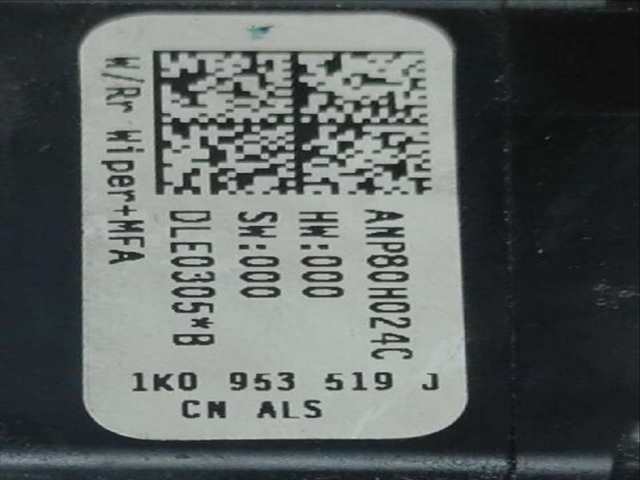 ANP80H024C
HW:000
SW:000
DLE0305*B
W/Rr Wiper+MFA
1K0 953 519 J
CN ALS